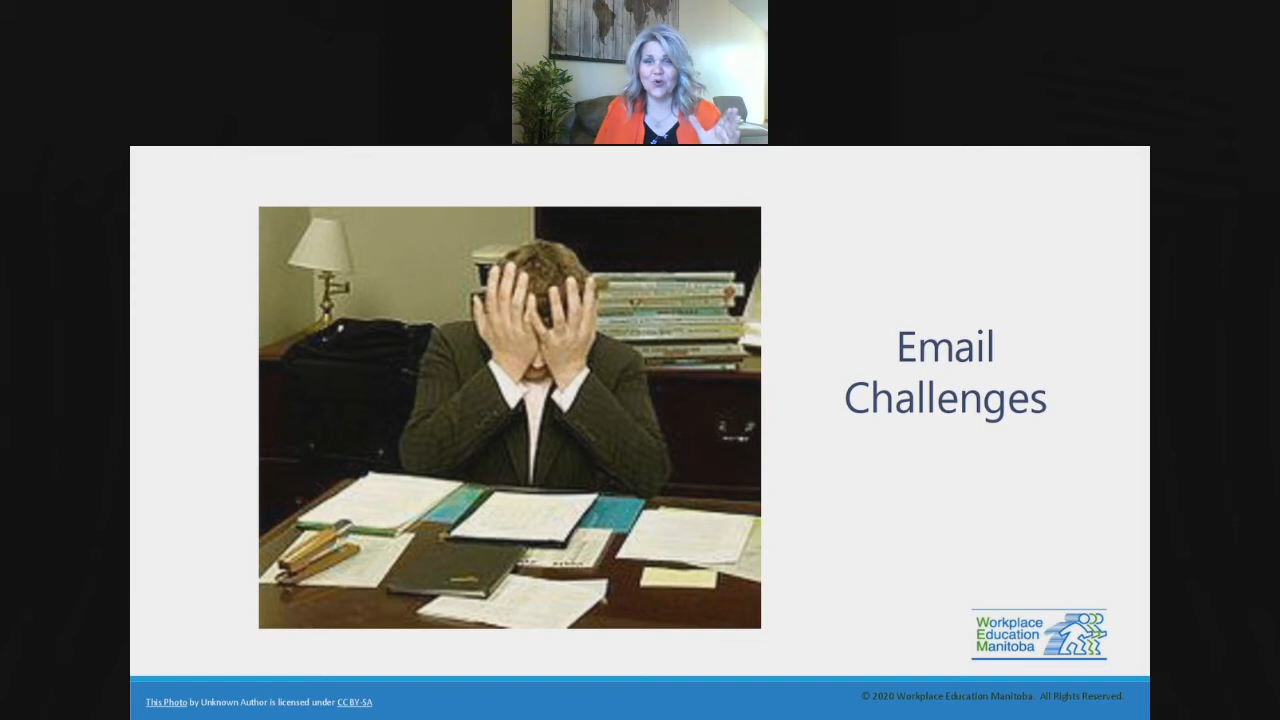 Email
Challenges
Workplace
Education
Manitoba
This Photo by Unknown Author is licensed under CC BY-SA
© 2020 Workplace Education Manitoba. All Rights Reserved.